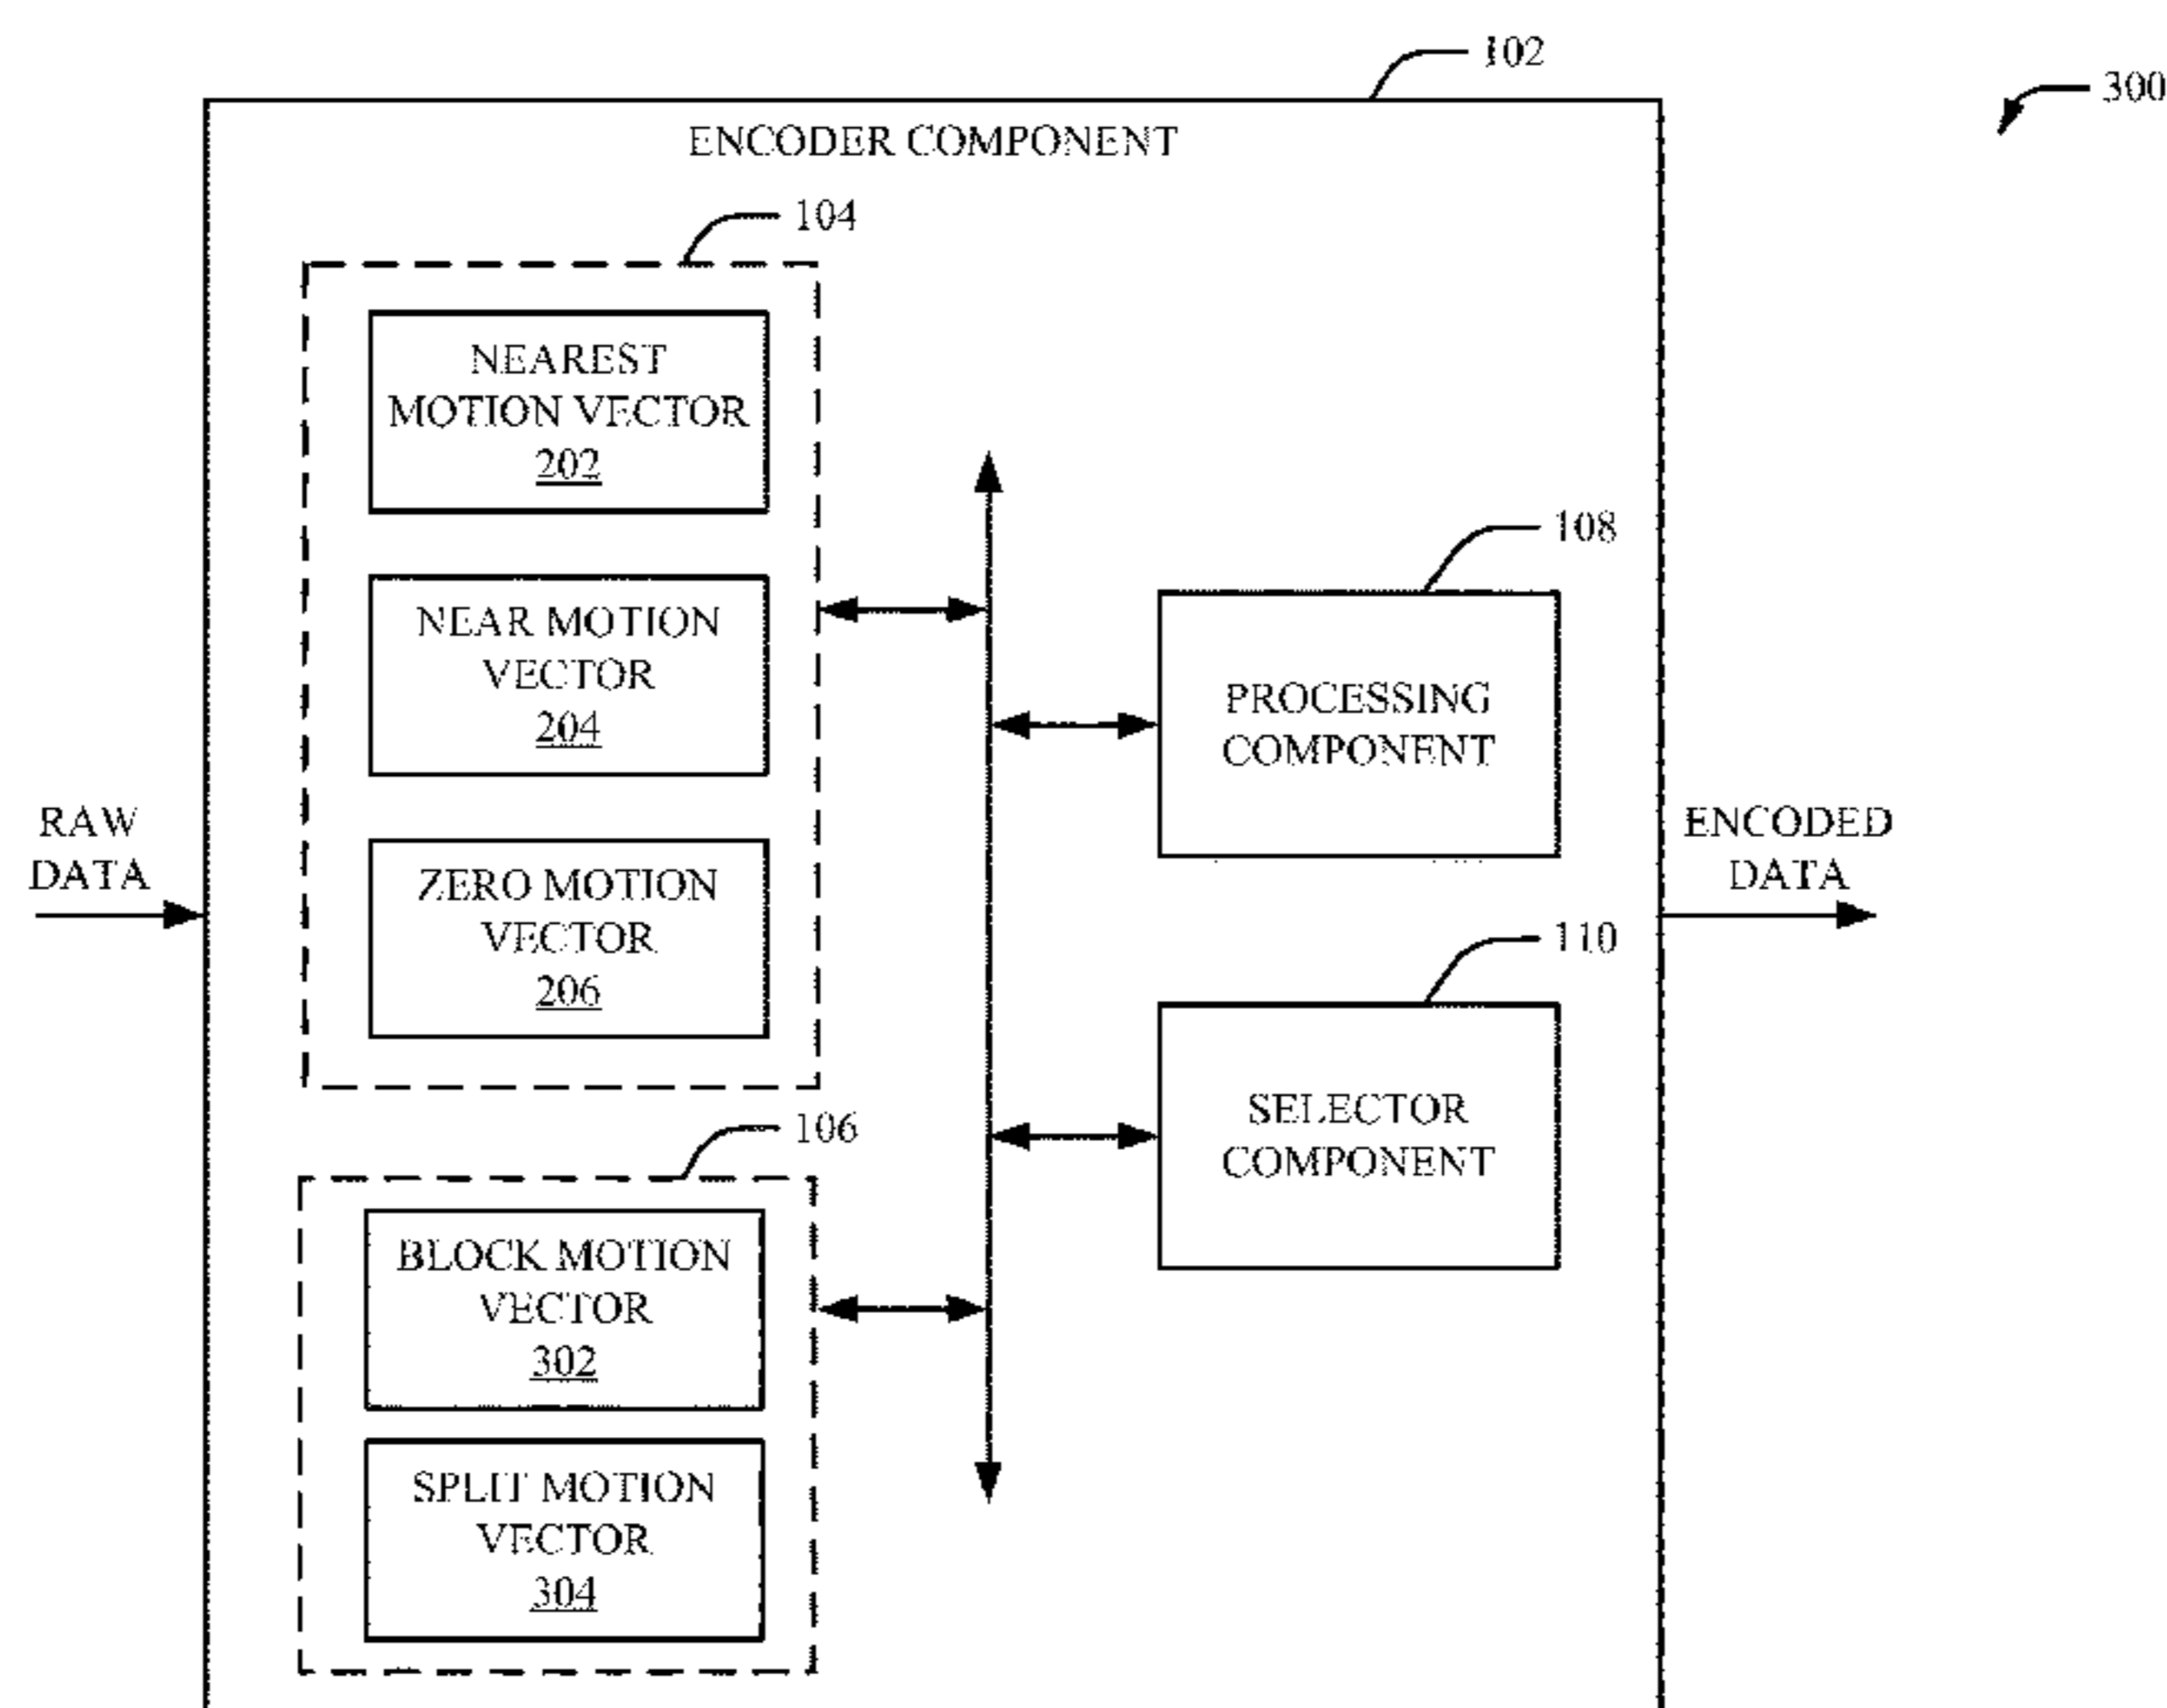 102
300
ENCODER COMPONENT
104
NEAREST
MOTION VECTOR
202
108
NEAR MOTION
VECTOR
204
PROCESSING
COMPONENT
RAW
DATA
ENCODED
DATA
ZERO MOTION
VECTOR
206
110
SELECTOR
COMPONENT
106
BLOCK MOTION
VECTOR
302
SPLIT MOTION
VECTOR
304